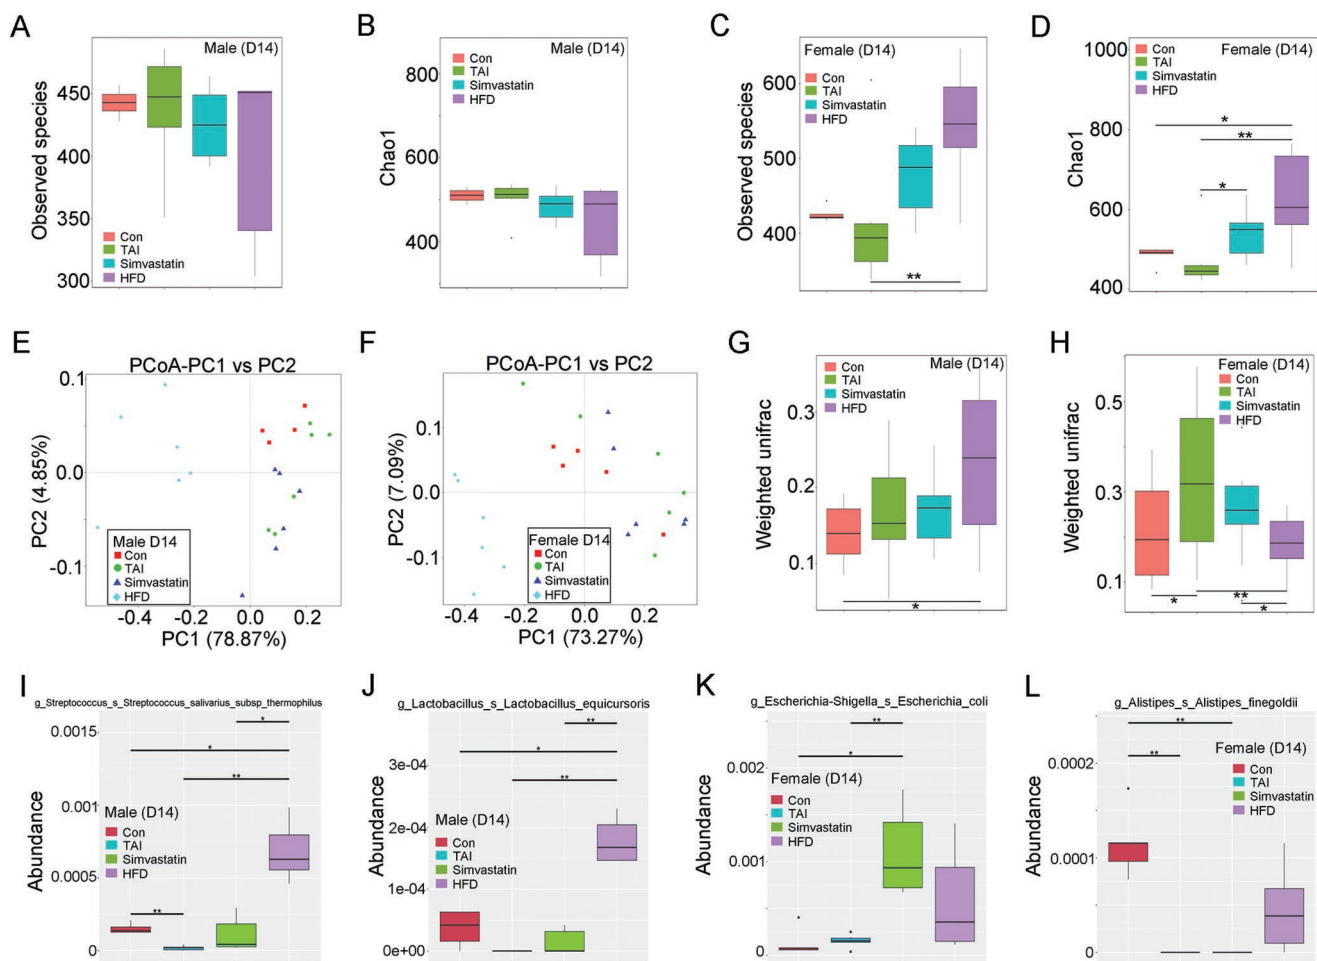 A
Male (D14)
Observed species
450
400
350
300
Con
TAI
Simvastatin
HFD
B
Male (D14)
Chao1
800
600
400
Con
TAI
Simvastatin
HFD
C
Female (D14)
Observed species
600
500
400
Con
TAI
Simvastatin
HFD
**
D
Female (D14)
Chao1
1000
800
600
400
Con
TAI
Simvastatin
HFD
*
**
*
E
PCoA-PC1 vs PC2
PC2 (4.85%)
0.1
0.0
-0.1
Male D14
Con
TAI
Simvastatin
HFD
-0.4
-0.2
0.0
0.2
PC1 (78.87%)
F
PCoA-PC1 vs PC2
PC2 (7.09%)
0.1
0.0
-0.1
Female D14
Con
TAI
Simvastatin
HFD
-0.4
-0.2
0.0
0.2
PC1 (73.27%)
G
Male (D14)
Weighted unifrac
0.3
0.2
0.1
Con
TAI
Simvastatin
HFD
*
H
Female (D14)
Weighted unifrac
0.5
0.3
0.1
Con
TAI
Simvastatin
HFD
*
**
*
I
g_Streptococcus_s_Streptococcus_salivarius_subsp_thermophilus
Abundance
0.0015
0.001
0.0005
0
Male (D14)
Con
TAI
Simvastatin
HFD
*
*
**
**
J
g_Lactobacillus_s_Lactobacillus_equicursoris
Abundance
3e-04
2e-04
1e-04
0e+00
Male (D14)
Con
TAI
Simvastatin
HFD
**
*
**
K
g_Escherichia-Shigella_s_Escherichia_coli
Abundance
0.002
0.001
0
Female (D14)
Con
TAI
Simvastatin
HFD
**
*
L
g_Alistipes_s_Alistipes_finegoldii
Abundance
0.0002
0.0001
0
Female (D14)
Con
TAI
Simvastatin
HFD
**
**